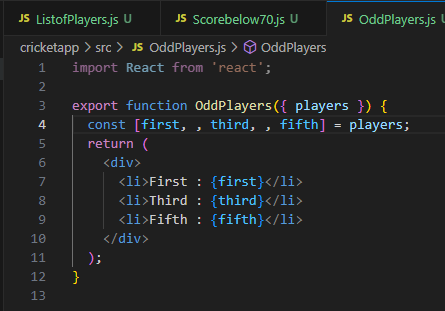 JS ListofPlayers.js U JS Scorebelow70.js U JS OddPlayers.js U
cricketapp > src > JS OddPlayers.js > OddPlayers
1 import React from 'react';
2
3 export function OddPlayers({ players }) {
4 const [first, , third, , fifth] = players;
5 return (
6 <div>
7 <li>First : {first}</li>
8 <li>Third : {third}</li>
9 <li>Fifth : {fifth}</li>
10 </div>
11 );
12 }
13